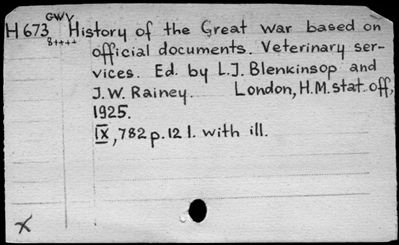 GWY
H 673 History of the Great war based on
B++++ official documents. Veterinary ser-
vices. Ed. by L.J. Blenkinsop and
J.W. Rainey. London, H.M. stat. off,
1925.
IX, 782 p. 12 l. with ill.
X